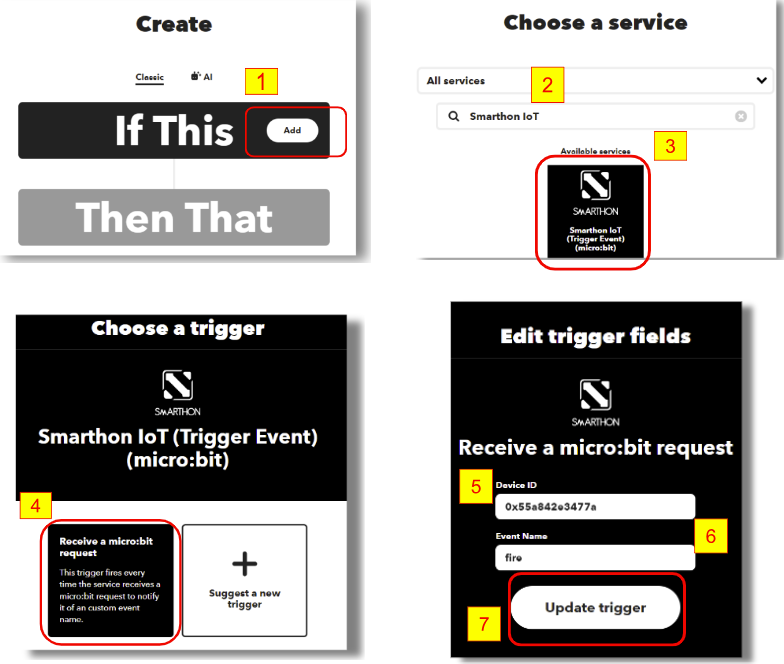 Create
Classic
AI
1
If This
Add
Then That
Choose a service
All services
2
Smarthon IoT
3
Available services
SMARTHON
Smarthon IoT
(Trigger Event)
(micro:bit)
Choose a trigger
SMARTHON
Smarthon IoT (Trigger Event)
(micro:bit)
4
Receive a micro:bit
request
This trigger fires every
time the service receives a
micro:bit request to notify
it of an custom event
name.
Suggest a new
trigger
Edit trigger fields
SMARTHON
Receive a micro:bit request
5
Device ID
0x55a842e3477a
Event Name
6
fire
7
Update trigger